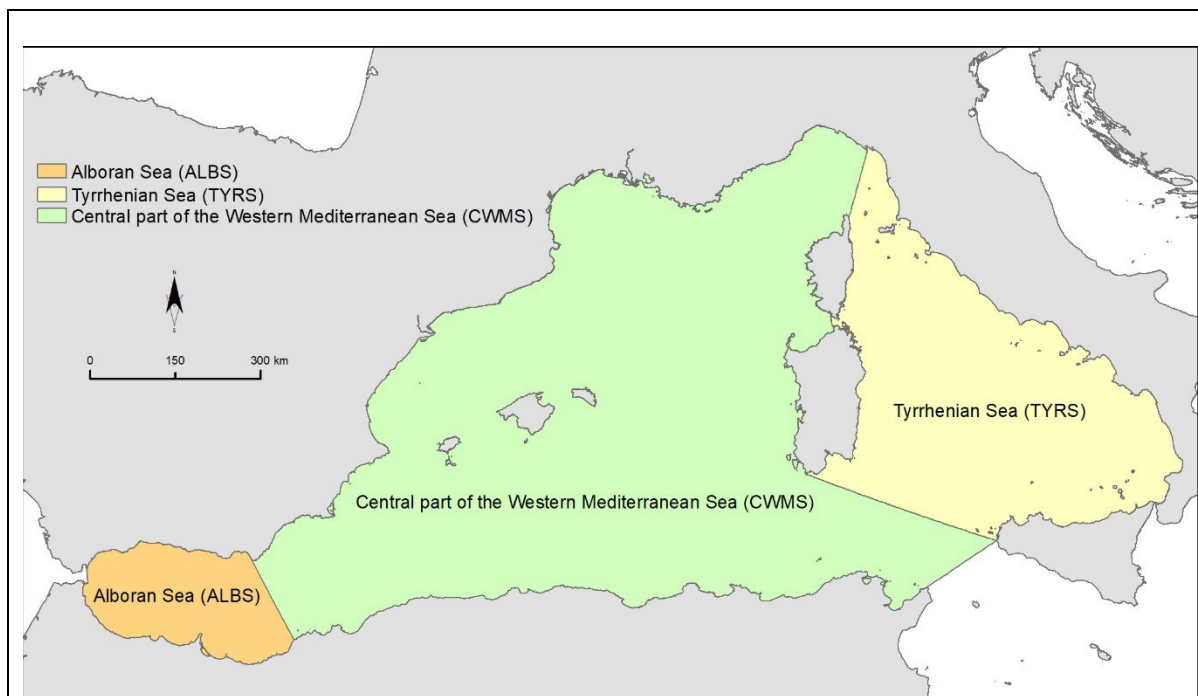 Alboran Sea (ALBS)
Tyrrhenian Sea (TYRS)
Central part of the Western Mediterranean Sea (CWMS)
N
S
0 150 300 km
Tyrrhenian Sea (TYRS)
Central part of the Western Mediterranean Sea (CWMS)
Alboran Sea (ALBS)